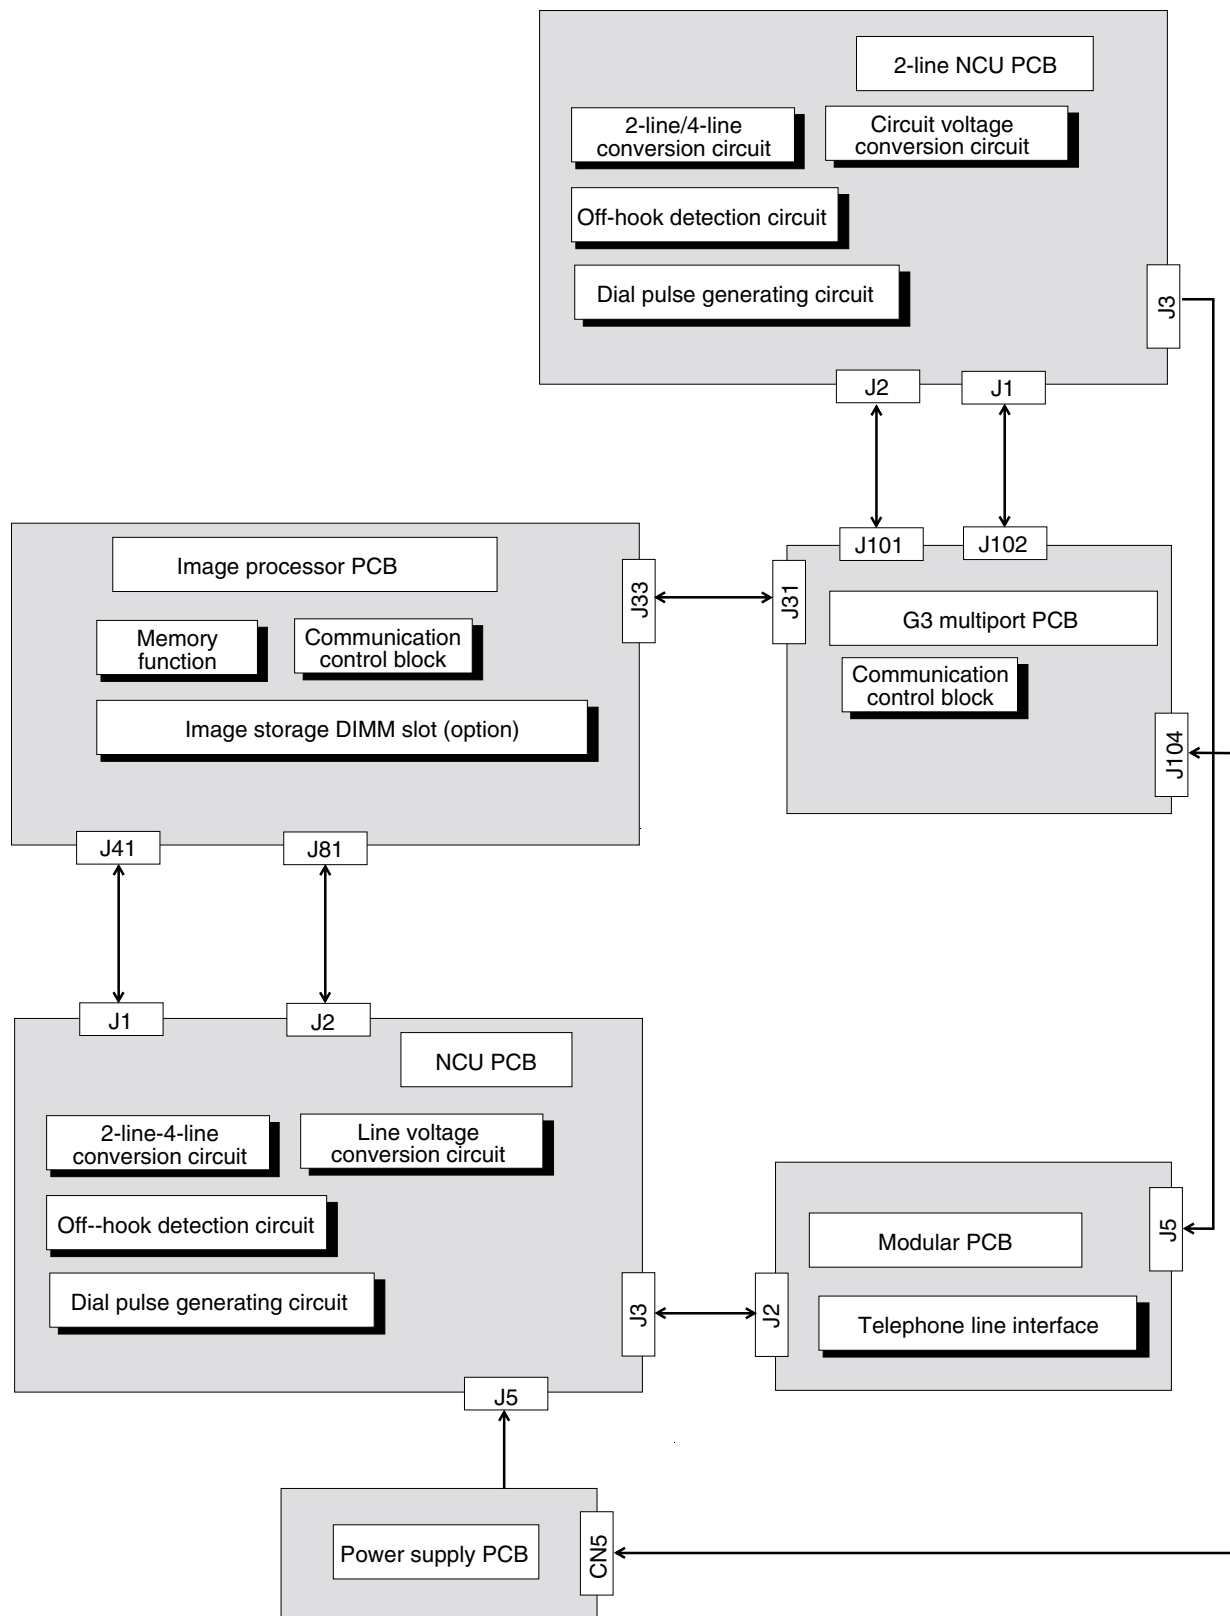 2-line NCU PCB
2-line/4-line
conversion circuit
Circuit voltage
conversion circuit
Off-hook detection circuit
Dial pulse generating circuit
J3
J2
J1
J101
J102
Image processor PCB
J33
J31
G3 multiport PCB
Memory
function
Communication
control block
Communication
control block
Image storage DIMM slot (option)
J104
J41
J81
J1
J2
NCU PCB
2-line-4-line
conversion circuit
Line voltage
conversion circuit
Off--hook detection circuit
Dial pulse generating circuit
J3
J2
J5
Modular PCB
Telephone line interface
J5
Power supply PCB
CN5